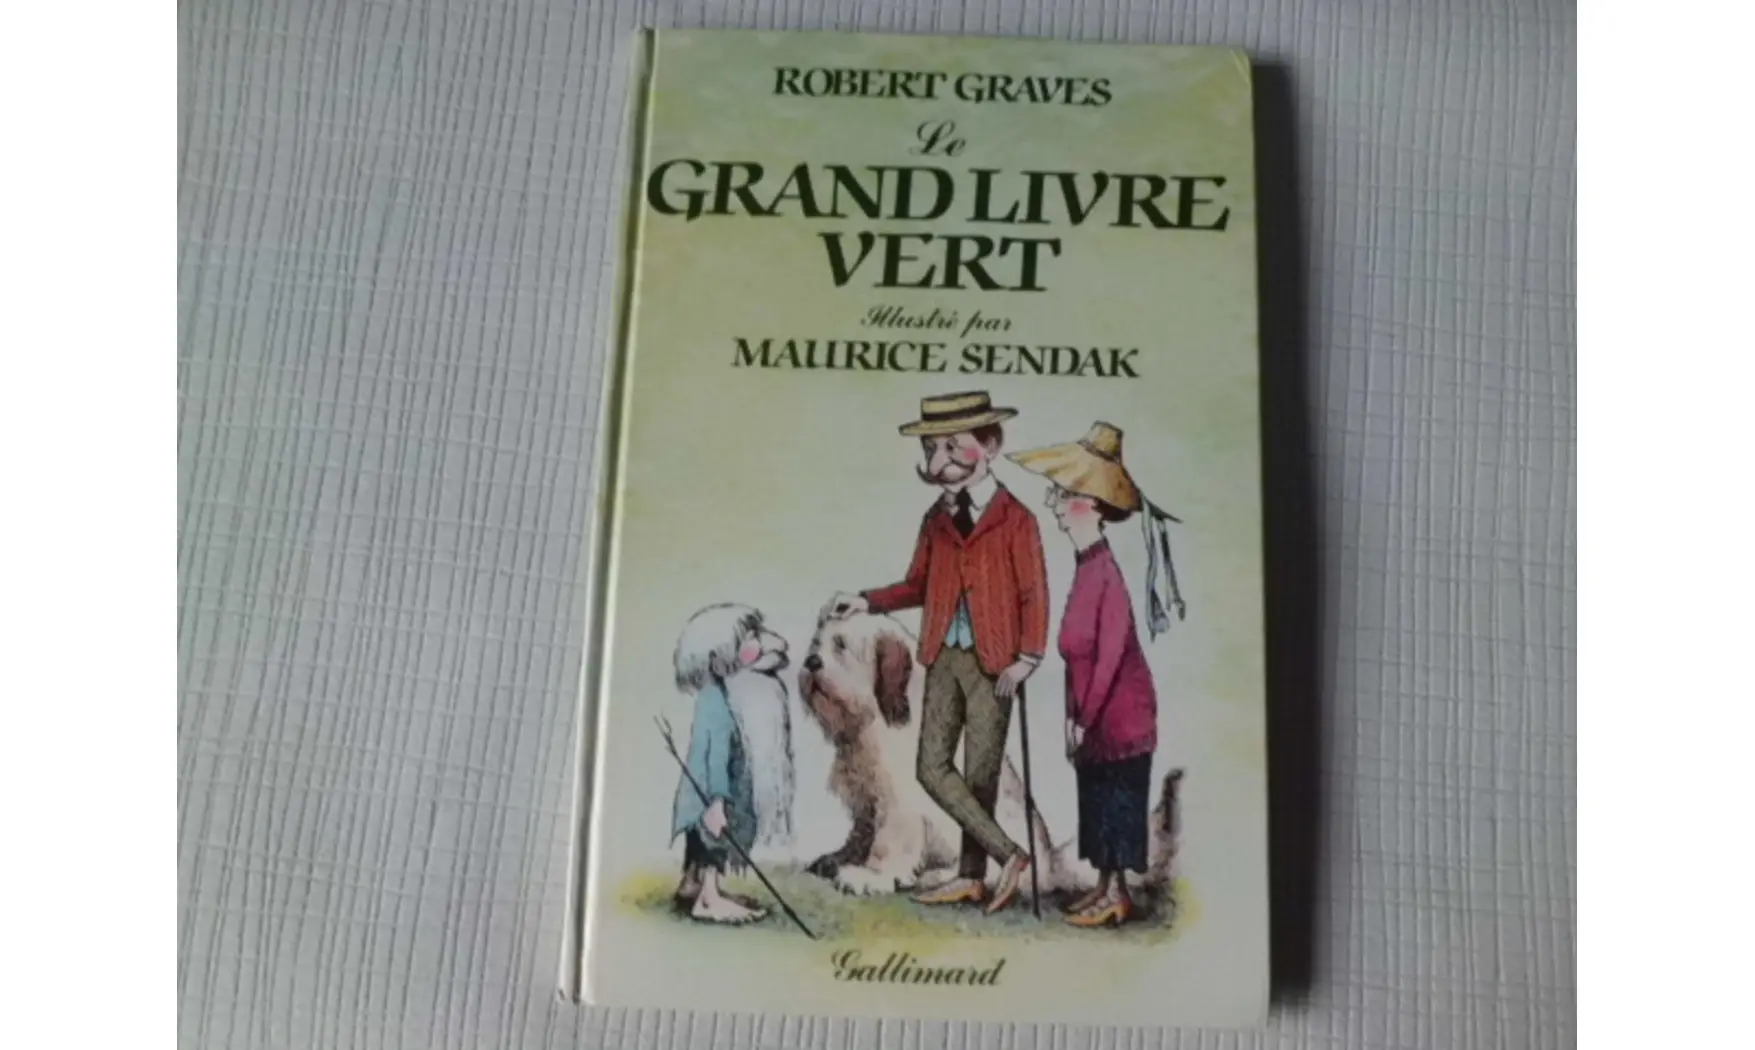 ROBERT GRAVES
Le
GRAND LIVRE
VERT
Illustré par
MAURICE SENDAK
Gallimard